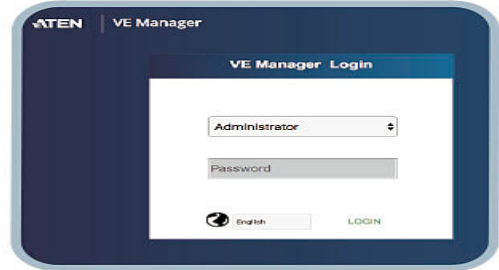 ATEN VE Manager
VE Manager Login
Administrator
Password
English LOGIN